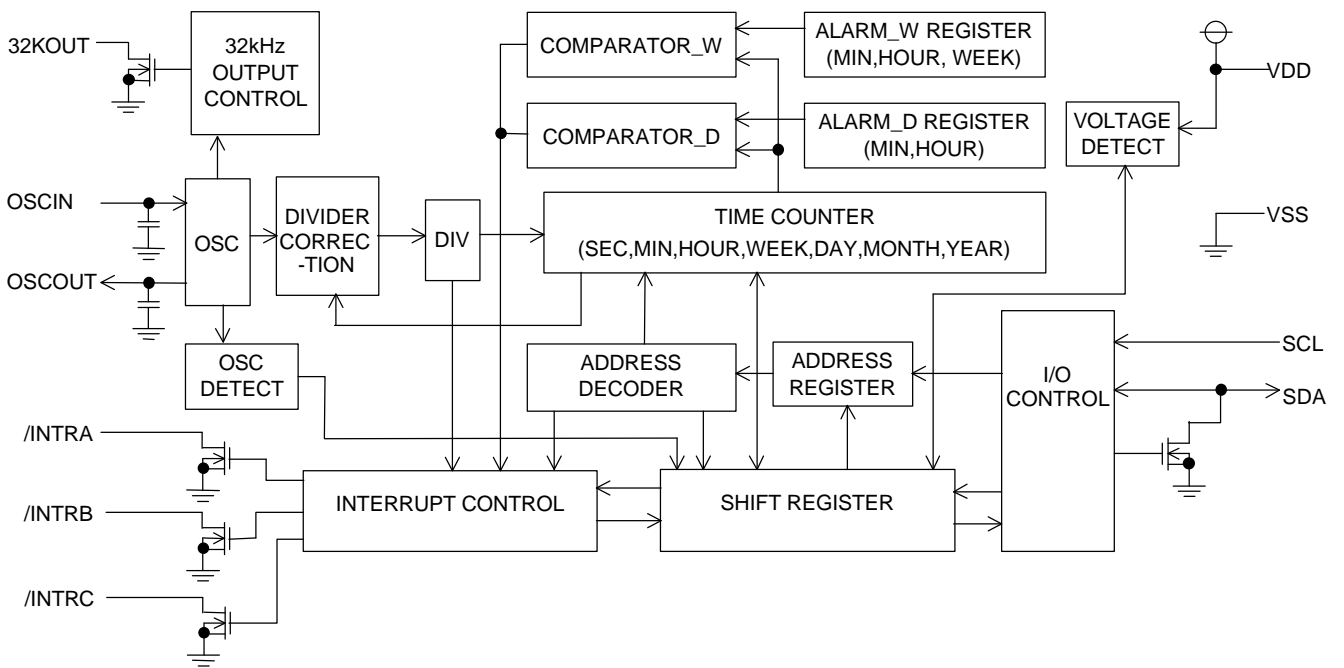 32KOUT
32kHz
OUTPUT
CONTROL
COMPARATOR_W
ALARM_W REGISTER
(MIN,HOUR, WEEK)
VDD
COMPARATOR_D
ALARM_D REGISTER
(MIN,HOUR)
VOLTAGE
DETECT
OSCIN
OSC
DIVIDER
CORREC
-TION
DIV
TIME COUNTER
(SEC,MIN,HOUR,WEEK,DAY,MONTH,YEAR)
VSS
OSCOUT
OSC
DETECT
ADDRESS
DECODER
ADDRESS
REGISTER
I/O
CONTROL
SCL
SDA
/INTRA
INTERRUPT CONTROL
SHIFT REGISTER
/INTRB
/INTRC